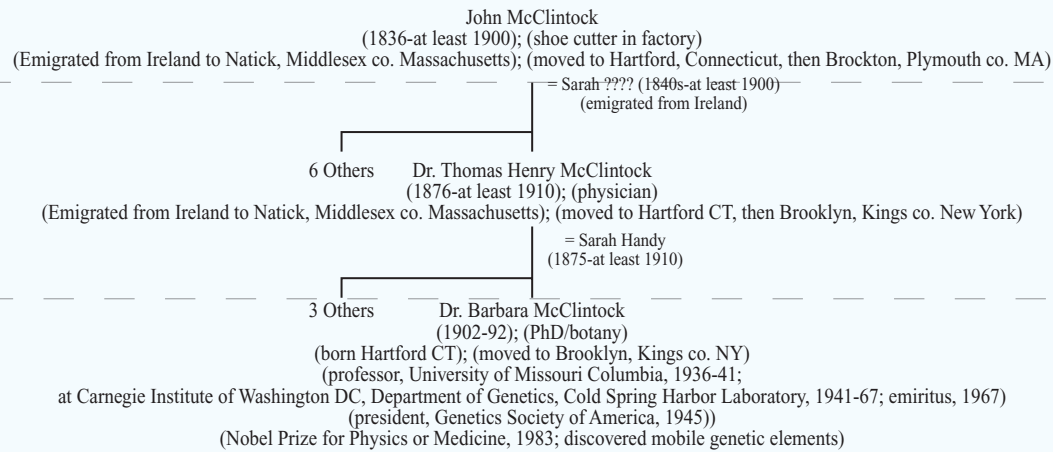 John McClintock
(1836-at least 1900); (shoe cutter in factory)
(Emigrated from Ireland to Natick, Middlesex co. Massachusetts); (moved to Hartford, Connecticut, then Brockton, Plymouth co. MA)
= Sarah ???? (1840s-at least 1900)
(emigrated from Ireland)
6 Others
Dr. Thomas Henry McClintock
(1876-at least 1910); (physician)
(Emigrated from Ireland to Natick, Middlesex co. Massachusetts); (moved to Hartford CT, then Brooklyn, Kings co. New York)
= Sarah Handy
(1875-at least 1910)
3 Others
Dr. Barbara McClintock
(1902-92); (PhD/botany)
(born Hartford CT); (moved to Brooklyn, Kings co. NY)
(professor, University of Missouri Columbia, 1936-41;
at Carnegie Institute of Washington DC, Department of Genetics, Cold Spring Harbor Laboratory, 1941-67; emiritus, 1967)
(president, Genetics Society of America, 1945))
(Nobel Prize for Physics or Medicine, 1983; discovered mobile genetic elements)